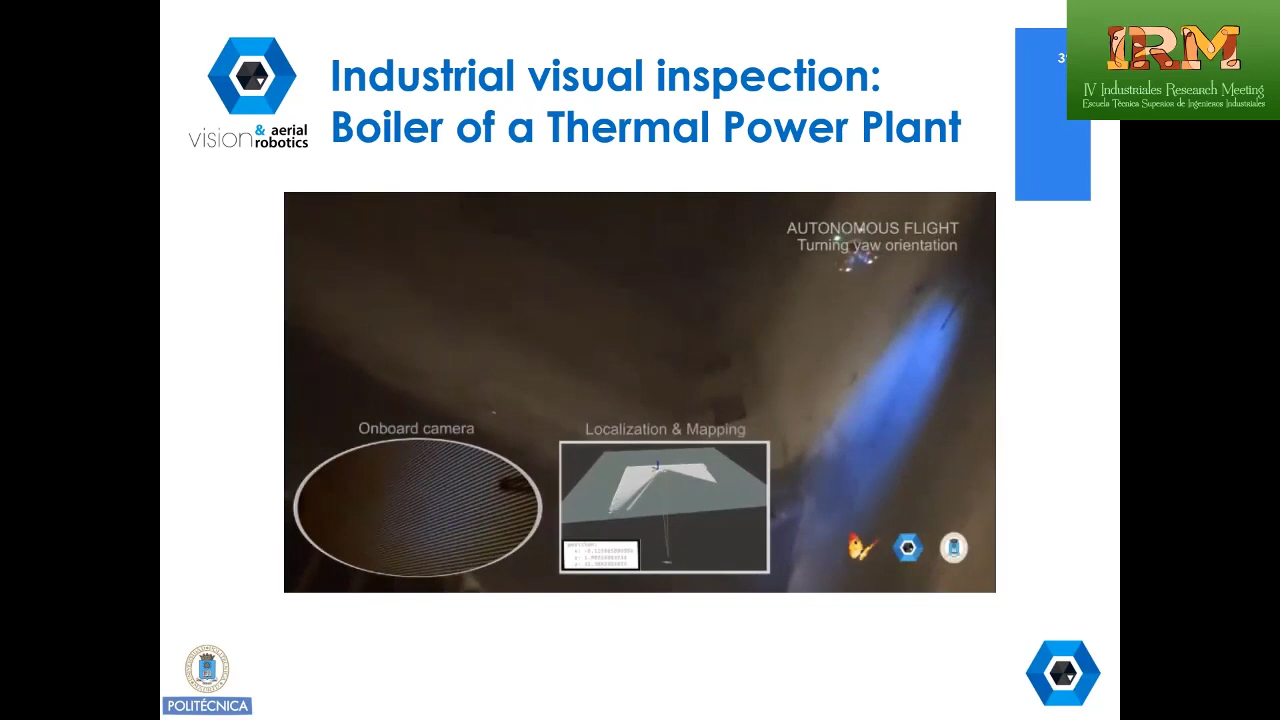 Industrial visual inspection:
Boiler of a Thermal Power Plant
vision & aerial robotics
IRM
IV Industriales Research Meeting
Escuela Técnica Superior de Ingenieros Industriales
AUTONOMOUS FLIGHT
Turning yaw orientation
Onboard camera
Localization & Mapping
POLITÉCNICA